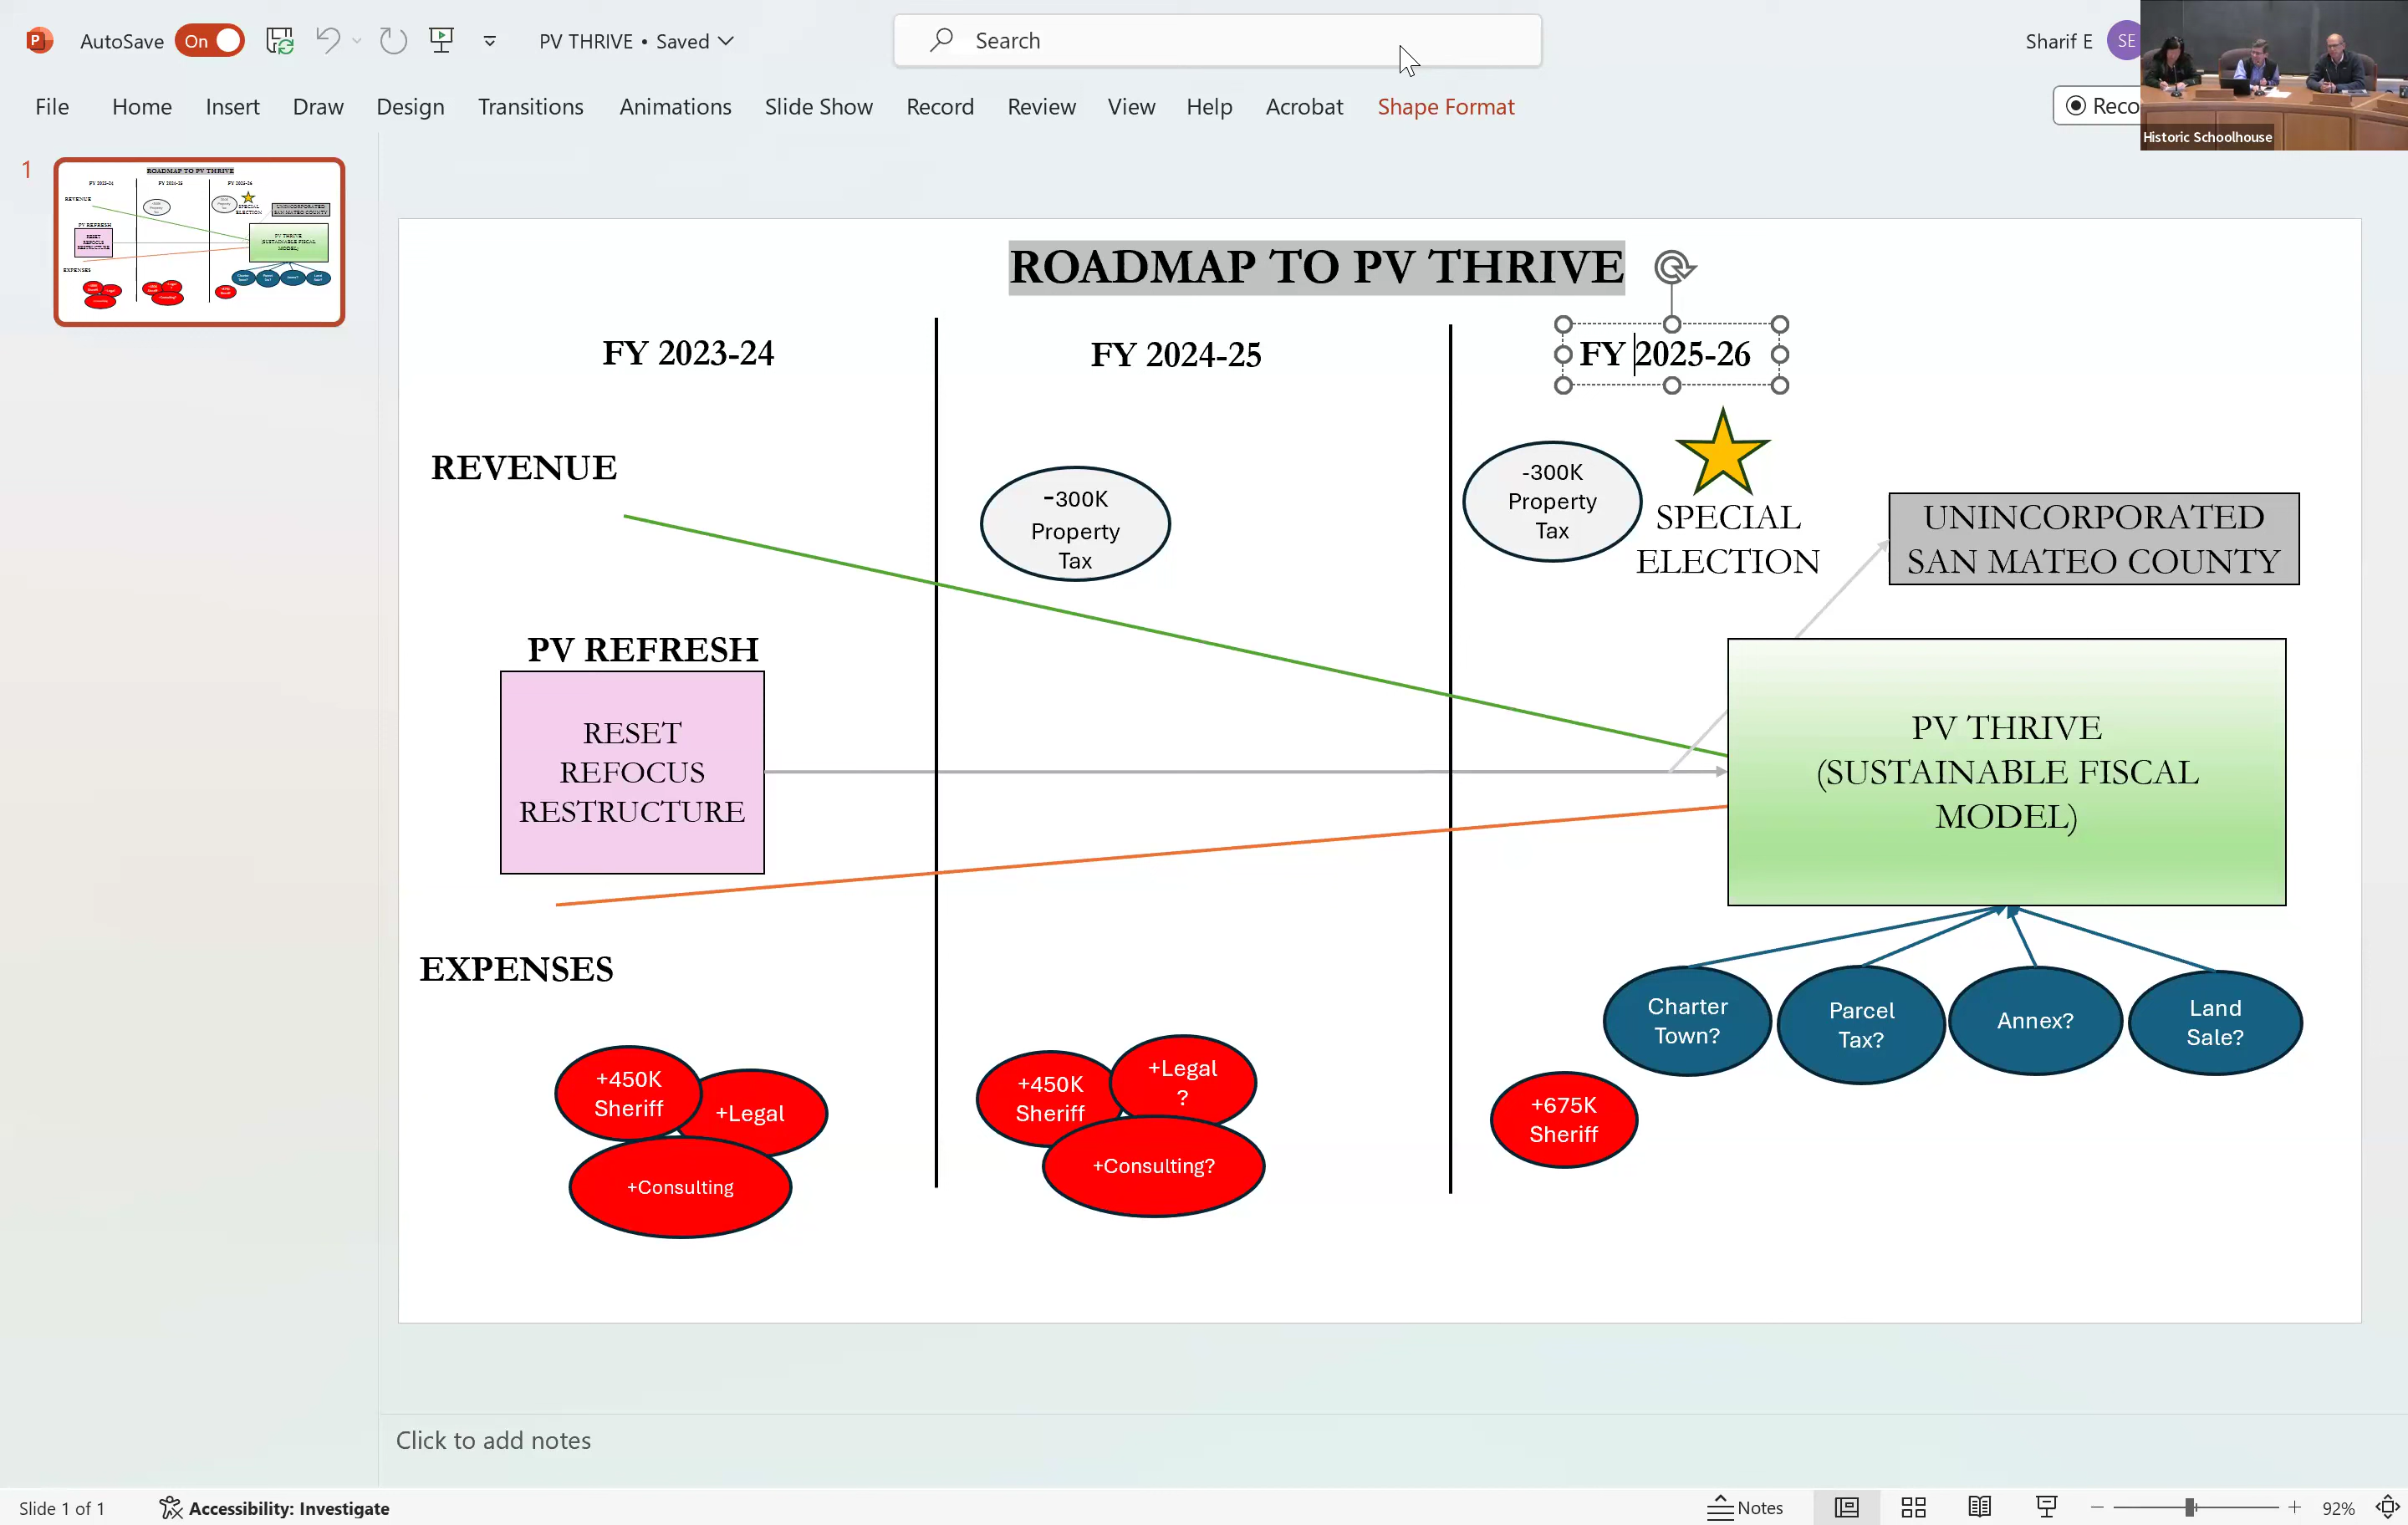 AutoSave
On
PV THRIVE • Saved
Search
Sharif E
SE
File
Home
Insert
Draw
Design
Transitions
Animations
Slide Show
Record
Review
View
Help
Acrobat
Shape Format
Reco
Historic Schoolhouse
1
ROADMAP TO PV THRIVE
FY 2023-24
FY 2024-25
FY 2025-26
REVENUE
-300K
Property
Tax
-300K
Property
Tax
SPECIAL
ELECTION
UNINCORPORATED
SAN MATEO COUNTY
PV REFRESH
RESET
REFOCUS
RESTRUCTURE
PV THRIVE
(SUSTAINABLE FISCAL
MODEL)
EXPENSES
Charter
Town?
Parcel
Tax?
Annex?
Land
Sale?
+450K
Sheriff
+Legal
+Consulting
+450K
Sheriff
+Legal
?
+Consulting?
+675K
Sheriff
Click to add notes
Slide 1 of 1
Accessibility: Investigate
Notes
92%